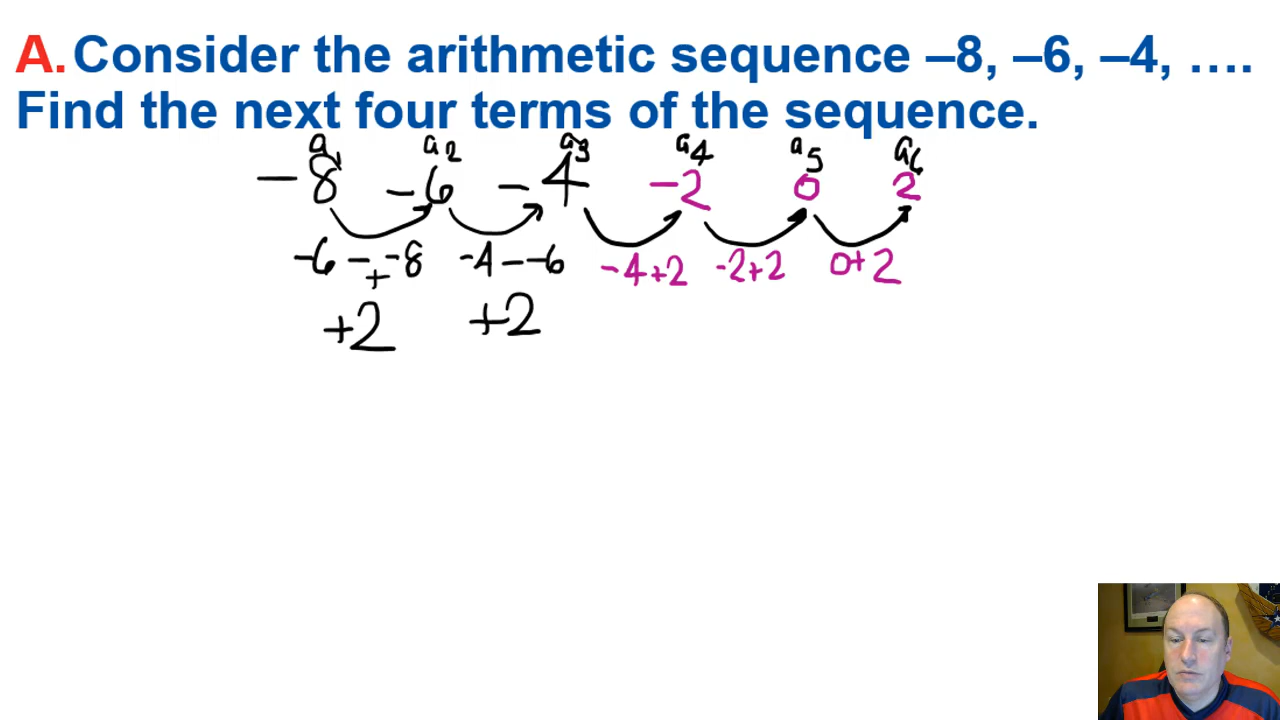 A. Consider the arithmetic sequence –8, –6, –4, ….
Find the next four terms of the sequence.
a1 a2 a3 a4 a5 a6
-8 -6 -4 -2 0 2
-6 - -8 -4 - -6 -4+2 -2+2 0+2
+
+2 +2